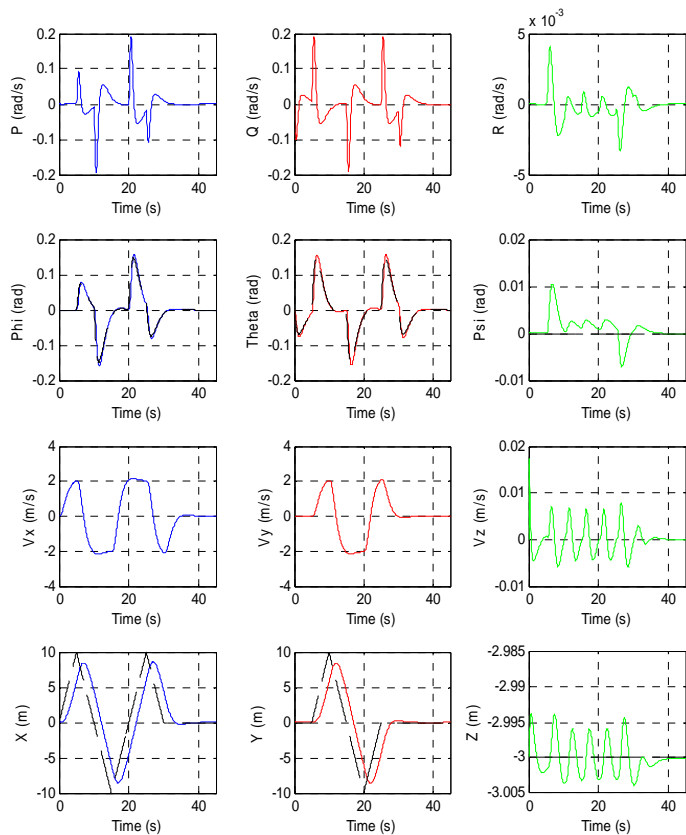 x 10 -3
0.2 0.2 5
0.1 0.1
P (rad/s) 0 Q (rad/s) 0 R (rad/s) 0
-0.1 -0.1
-0.2 -0.2 -5
0 20 40 0 20 40 0 20 40
Time (s) Time (s) Time (s)
0.2 0.2 0.02
0.1 0.1 0.01
Phi (rad) 0 Theta (rad) 0 Psi (rad) 0
-0.1 -0.1
-0.2 -0.2 -0.01
0 20 40 0 20 40 0 20 40
Time (s) Time (s) Time (s)
4 4 0.02
2 2 0.01
Vx (m/s) 0 Vy (m/s) 0 Vz (m/s) 0
-2 -2
-4 -4 -0.01
0 20 40 0 20 40 0 20 40
Time (s) Time (s) Time (s)
10 10 -2.985
5 5 -2.99
X (m) 0 Y (m) 0 Z (m) -2.995
-5 -5 -3
-10 -10 -3.005
0 20 40 0 20 40 0 20 40
Time (s) Time (s) Time (s)